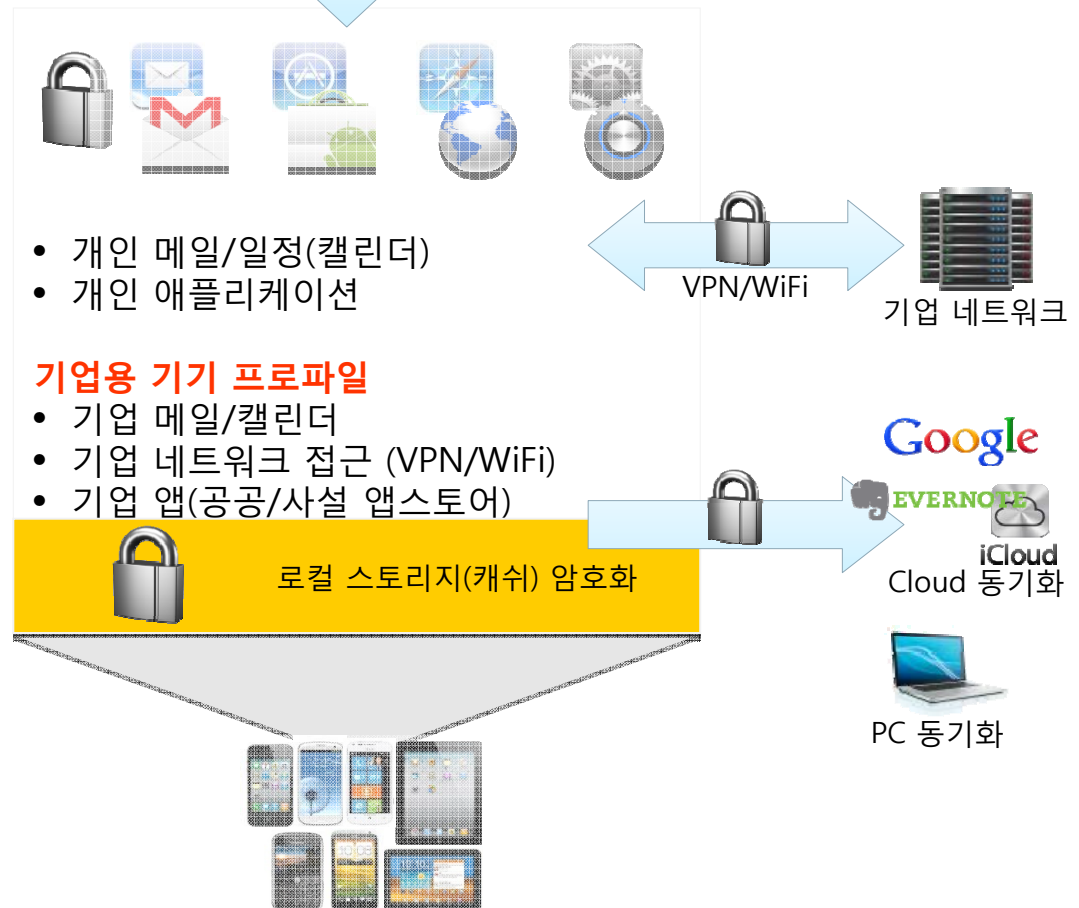 • 개인 메일/일정(캘린더)
• 개인 애플리케이션
기업용 기기 프로파일
• 기업 메일/캘린더
• 기업 네트워크 접근 (VPN/WiFi)
• 기업 앱(공공/사설 앱스토어)
로컬 스토리지(캐쉬) 암호화
VPN/WiFi
기업 네트워크
Google
EVERNOTE
iCloud
Cloud 동기화
PC 동기화